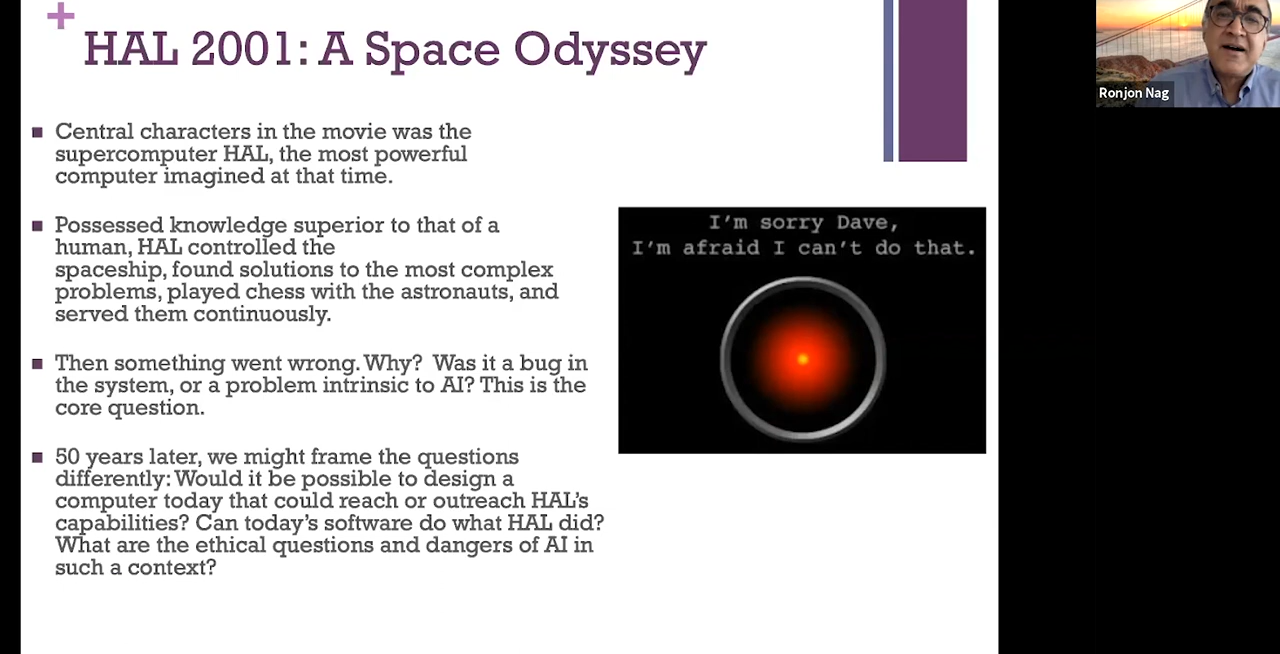 +
HAL 2001: A Space Odyssey
Central characters in the movie was the
supercomputer HAL, the most powerful
computer imagined at that time.
Possessed knowledge superior to that of a
human, HAL controlled the
spaceship, found solutions to the most complex
problems, played chess with the astronauts, and
served them continuously.
Then something went wrong. Why?  Was it a bug in
the system, or a problem intrinsic to AI? This is the
core question.
50 years later, we might frame the questions
differently: Would it be possible to design a
computer today that could reach or outreach HAL's
capabilities? Can today's software do what HAL did?
What are the ethical questions and dangers of AI in
such a context?
I'm sorry Dave,
I'm afraid I can't do that.
Ronjon Nag